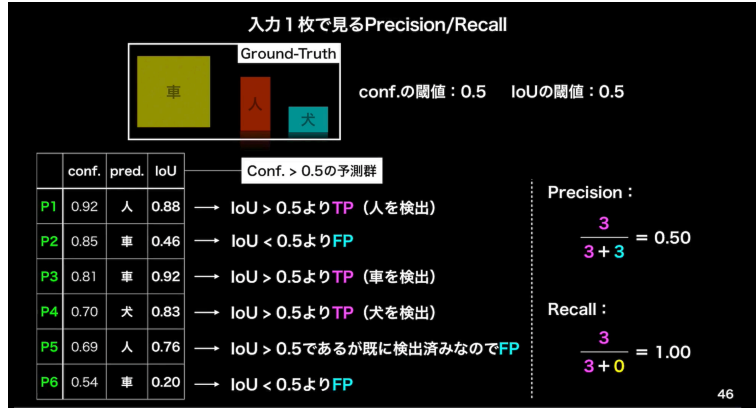 入力1枚で見るPrecision/Recall
Ground-Truth
車
人
犬
conf.の閾値：0.5 IoUの閾値：0.5
conf. pred. IoU
Conf. > 0.5の予測群
P1 0.92 人 0.88 → IoU > 0.5よりTP（人を検出）
P2 0.85 車 0.46 → IoU < 0.5よりFP
P3 0.81 車 0.92 → IoU > 0.5よりTP（車を検出）
P4 0.70 犬 0.83 → IoU > 0.5よりTP（犬を検出）
P5 0.69 人 0.76 → IoU > 0.5であるが既に検出済みなのでFP
P6 0.54 車 0.20 → IoU < 0.5よりFP
Precision：
3
3+3
= 0.50
Recall：
3
3+0
= 1.00
46